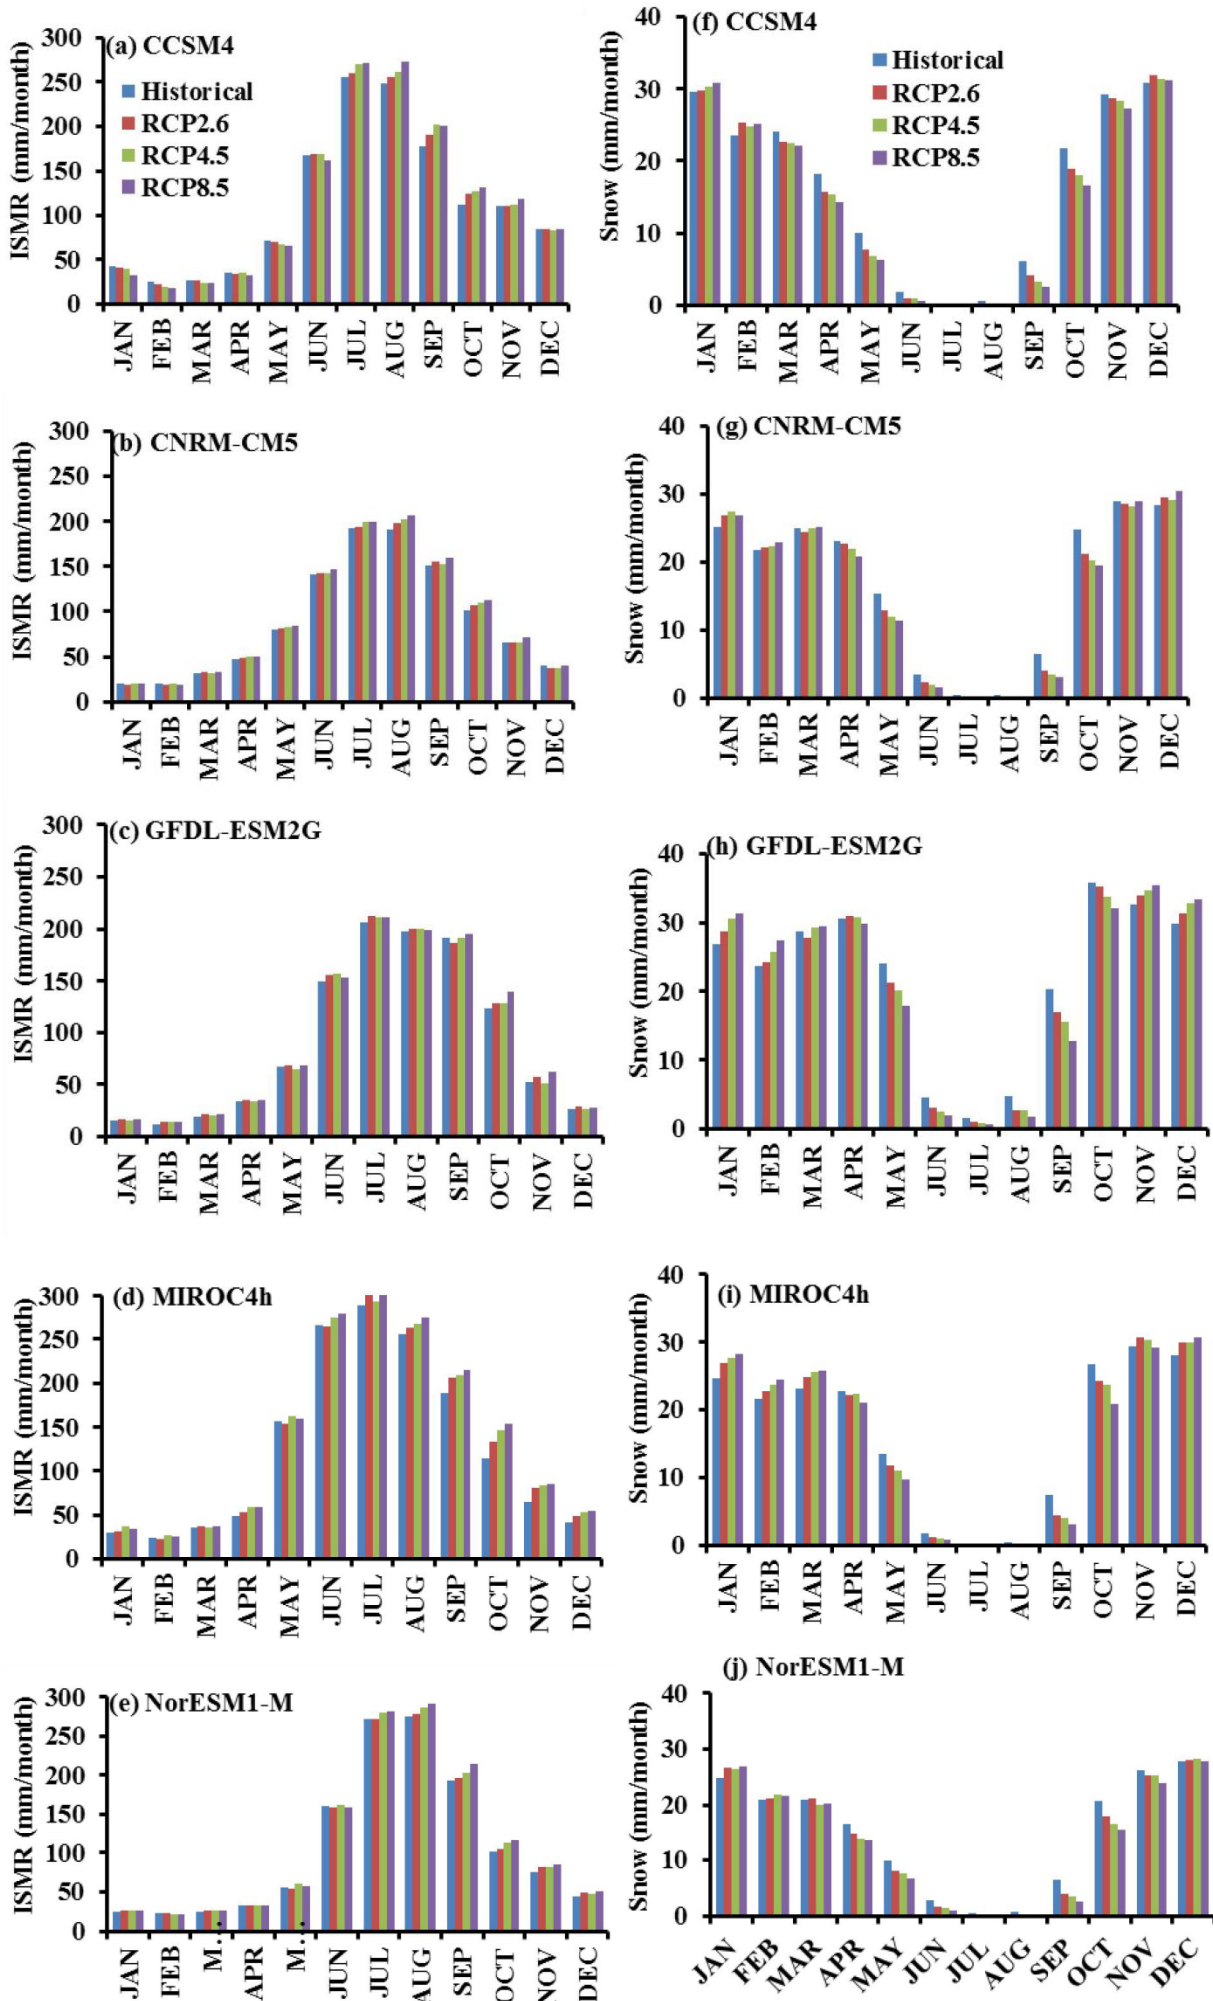 (a) CCSM4
ISMR (mm/month)
300
250
200
150
100
50
0
Historical
RCP2.6
RCP4.5
RCP8.5
JAN FEB MAR APR MAY JUN JUL AUG SEP OCT NOV DEC
(f) CCSM4
Snow (mm/month)
40
30
20
10
0
Historical
RCP2.6
RCP4.5
RCP8.5
JAN FEB MAR APR MAY JUN JUL AUG SEP OCT NOV DEC
(b) CNRM-CM5
ISMR (mm/month)
300
250
200
150
100
50
0
JAN FEB MAR APR MAY JUN JUL AUG SEP OCT NOV DEC
(g) CNRM-CM5
Snow (mm/month)
40
30
20
10
0
JAN FEB MAR APR MAY JUN JUL AUG SEP OCT NOV DEC
(c) GFDL-ESM2G
ISMR (mm/month)
300
250
200
150
100
50
0
JAN FEB MAR APR MAY JUN JUL AUG SEP OCT NOV DEC
(h) GFDL-ESM2G
Snow (mm/month)
40
30
20
10
0
JAN FEB MAR APR MAY JUN JUL AUG SEP OCT NOV DEC
(d) MIROC4h
ISMR (mm/month)
300
250
200
150
100
50
0
JAN FEB MAR APR MAY JUN JUL AUG SEP OCT NOV DEC
(i) MIROC4h
Snow (mm/month)
40
30
20
10
0
JAN FEB MAR APR MAY JUN JUL AUG SEP OCT NOV DEC
(e) NorESM1-M
ISMR (mm/month)
300
250
200
150
100
50
0
JAN FEB M... APR M... JUN JUL AUG SEP OCT NOV DEC
(j) NorESM1-M
Snow (mm/month)
40
30
20
10
0
JAN FEB MAR APR MAY JUN JUL AUG SEP OCT NOV DEC